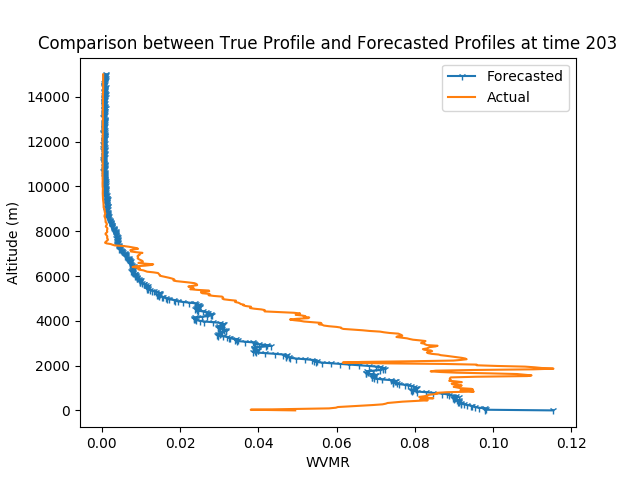 Comparison between True Profile and Forecasted Profiles at time 203
Forecasted
Actual
14000
12000
10000
8000
6000
4000
2000
0
Altitude (m)
0.00 0.02 0.04 0.06 0.08 0.10 0.12
WVMR